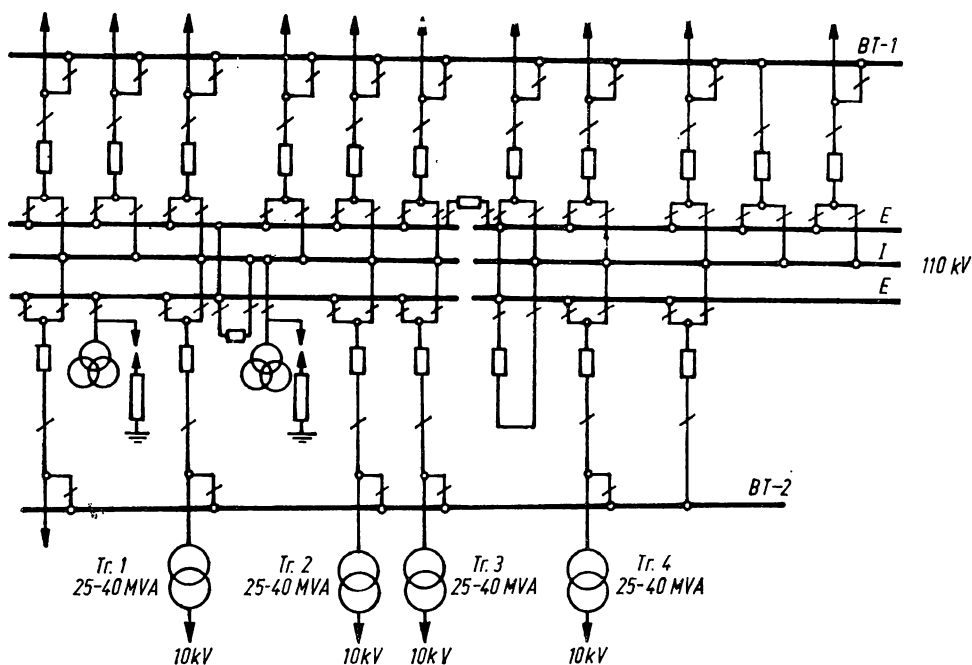 BT-1
E
I
110 kV
E
BT-2
Tr. 1
25-40 MVA
Tr. 2
25-40 MVA
Tr. 3
25-40 MVA
Tr. 4
25-40 MVA
10kV
10kV
10kV
10kV